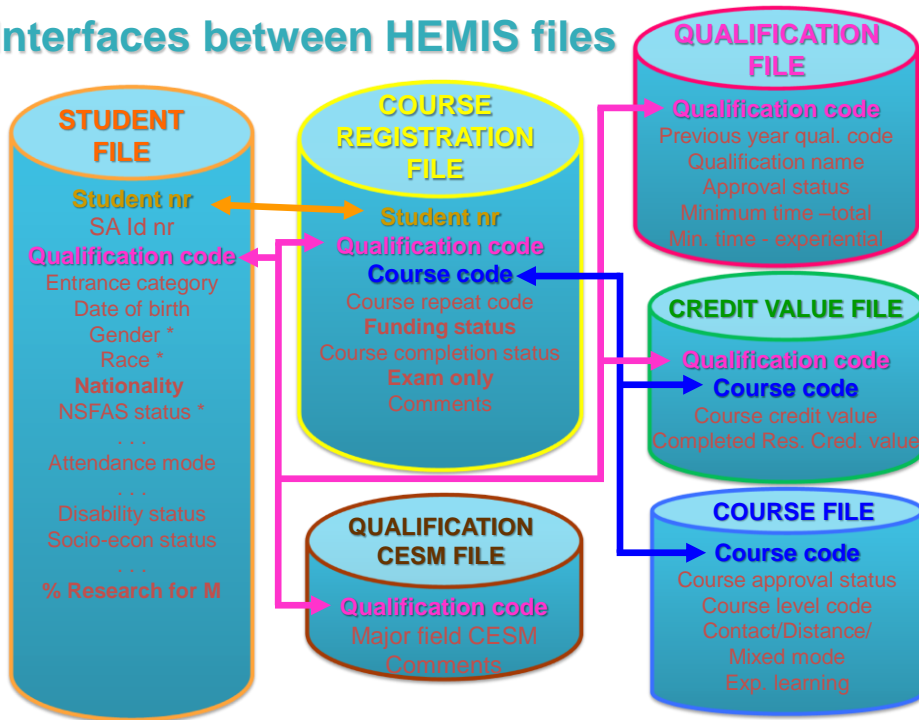 Interfaces between HEMIS files
STUDENT
FILE
Student nr
SA Id nr
Qualification code
Entrance category
Date of birth
Gender *
Race *
Nationality
NSFAS status *
. . .
Attendance mode
. . .
Disability status
Socio-econ status
. . .
% Research for M
COURSE
REGISTRATION
FILE
Student nr
Qualification code
Course code
Course repeat code
Funding status
Course completion status
Exam only
Comments
QUALIFICATION
CESM FILE
Qualification code
Major field CESM
Comments
QUALIFICATION
FILE
Qualification code
Previous year qual. code
Qualification name
Approval status
Minimum time –total
Min. time - experiential
CREDIT VALUE FILE
Qualification code
Course code
Course credit value
Completed Res. Cred. value
COURSE FILE
Course code
Course approval status
Course level code
Contact/Distance/
Mixed mode
Exp. learning